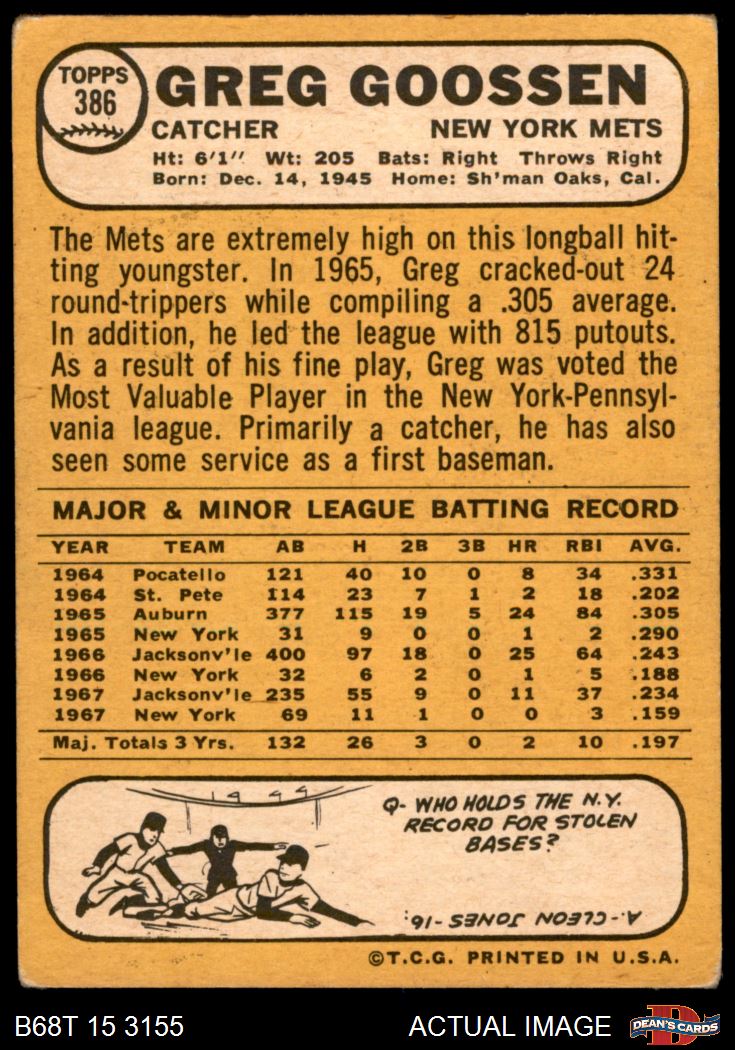 TOPPS
386
GREG GOOSSEN
CATCHER NEW YORK METS
Ht: 6'1" Wt: 205 Bats: Right Throws Right
Born: Dec. 14, 1945 Home: Sh'man Oaks, Cal.
The Mets are extremely high on this longball hit-
ting youngster. In 1965, Greg cracked-out 24
round-trippers while compiling a .305 average.
In addition, he led the league with 815 putouts.
As a result of his fine play, Greg was voted the
Most Valuable Player in the New York-Pennsyl-
vania league. Primarily a catcher, he has also
seen some service as a first baseman.
MAJOR & MINOR LEAGUE BATTING RECORD
YEAR TEAM AB H 2B 3B HR RBI AVG.
1964 Pocatello 121 40 10 0 8 34 .331
1964 St. Pete 114 23 7 1 2 18 .202
1965 Auburn 377 115 19 5 24 84 .305
1965 New York 31 9 0 0 1 2 .290
1966 Jacksonv'le 400 97 18 0 25 64 .243
1966 New York 32 6 2 0 1 5 .188
1967 Jacksonv'le 235 55 9 0 11 37 .234
1967 New York 69 11 1 0 0 3 .159
Maj. Totals 3 Yrs. 132 26 3 0 2 10 .197
Q- WHO HOLDS THE N.Y.
RECORD FOR STOLEN
BASES?
A- CLEON JONES -16.
©T.C.G. PRINTED IN U.S.A.
B68T 15 3155 ACTUAL IMAGE D DEAN'S CARDS